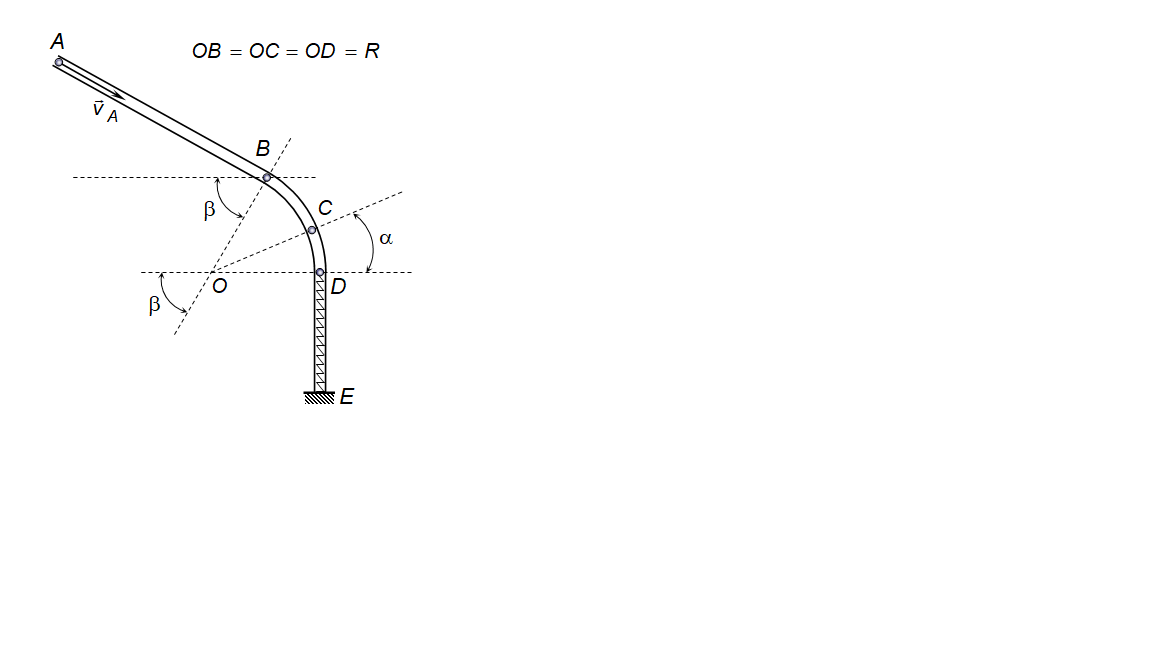 A
OB = OC = OD = R
v⃗ A
B
β
C
α
O
D
β
E